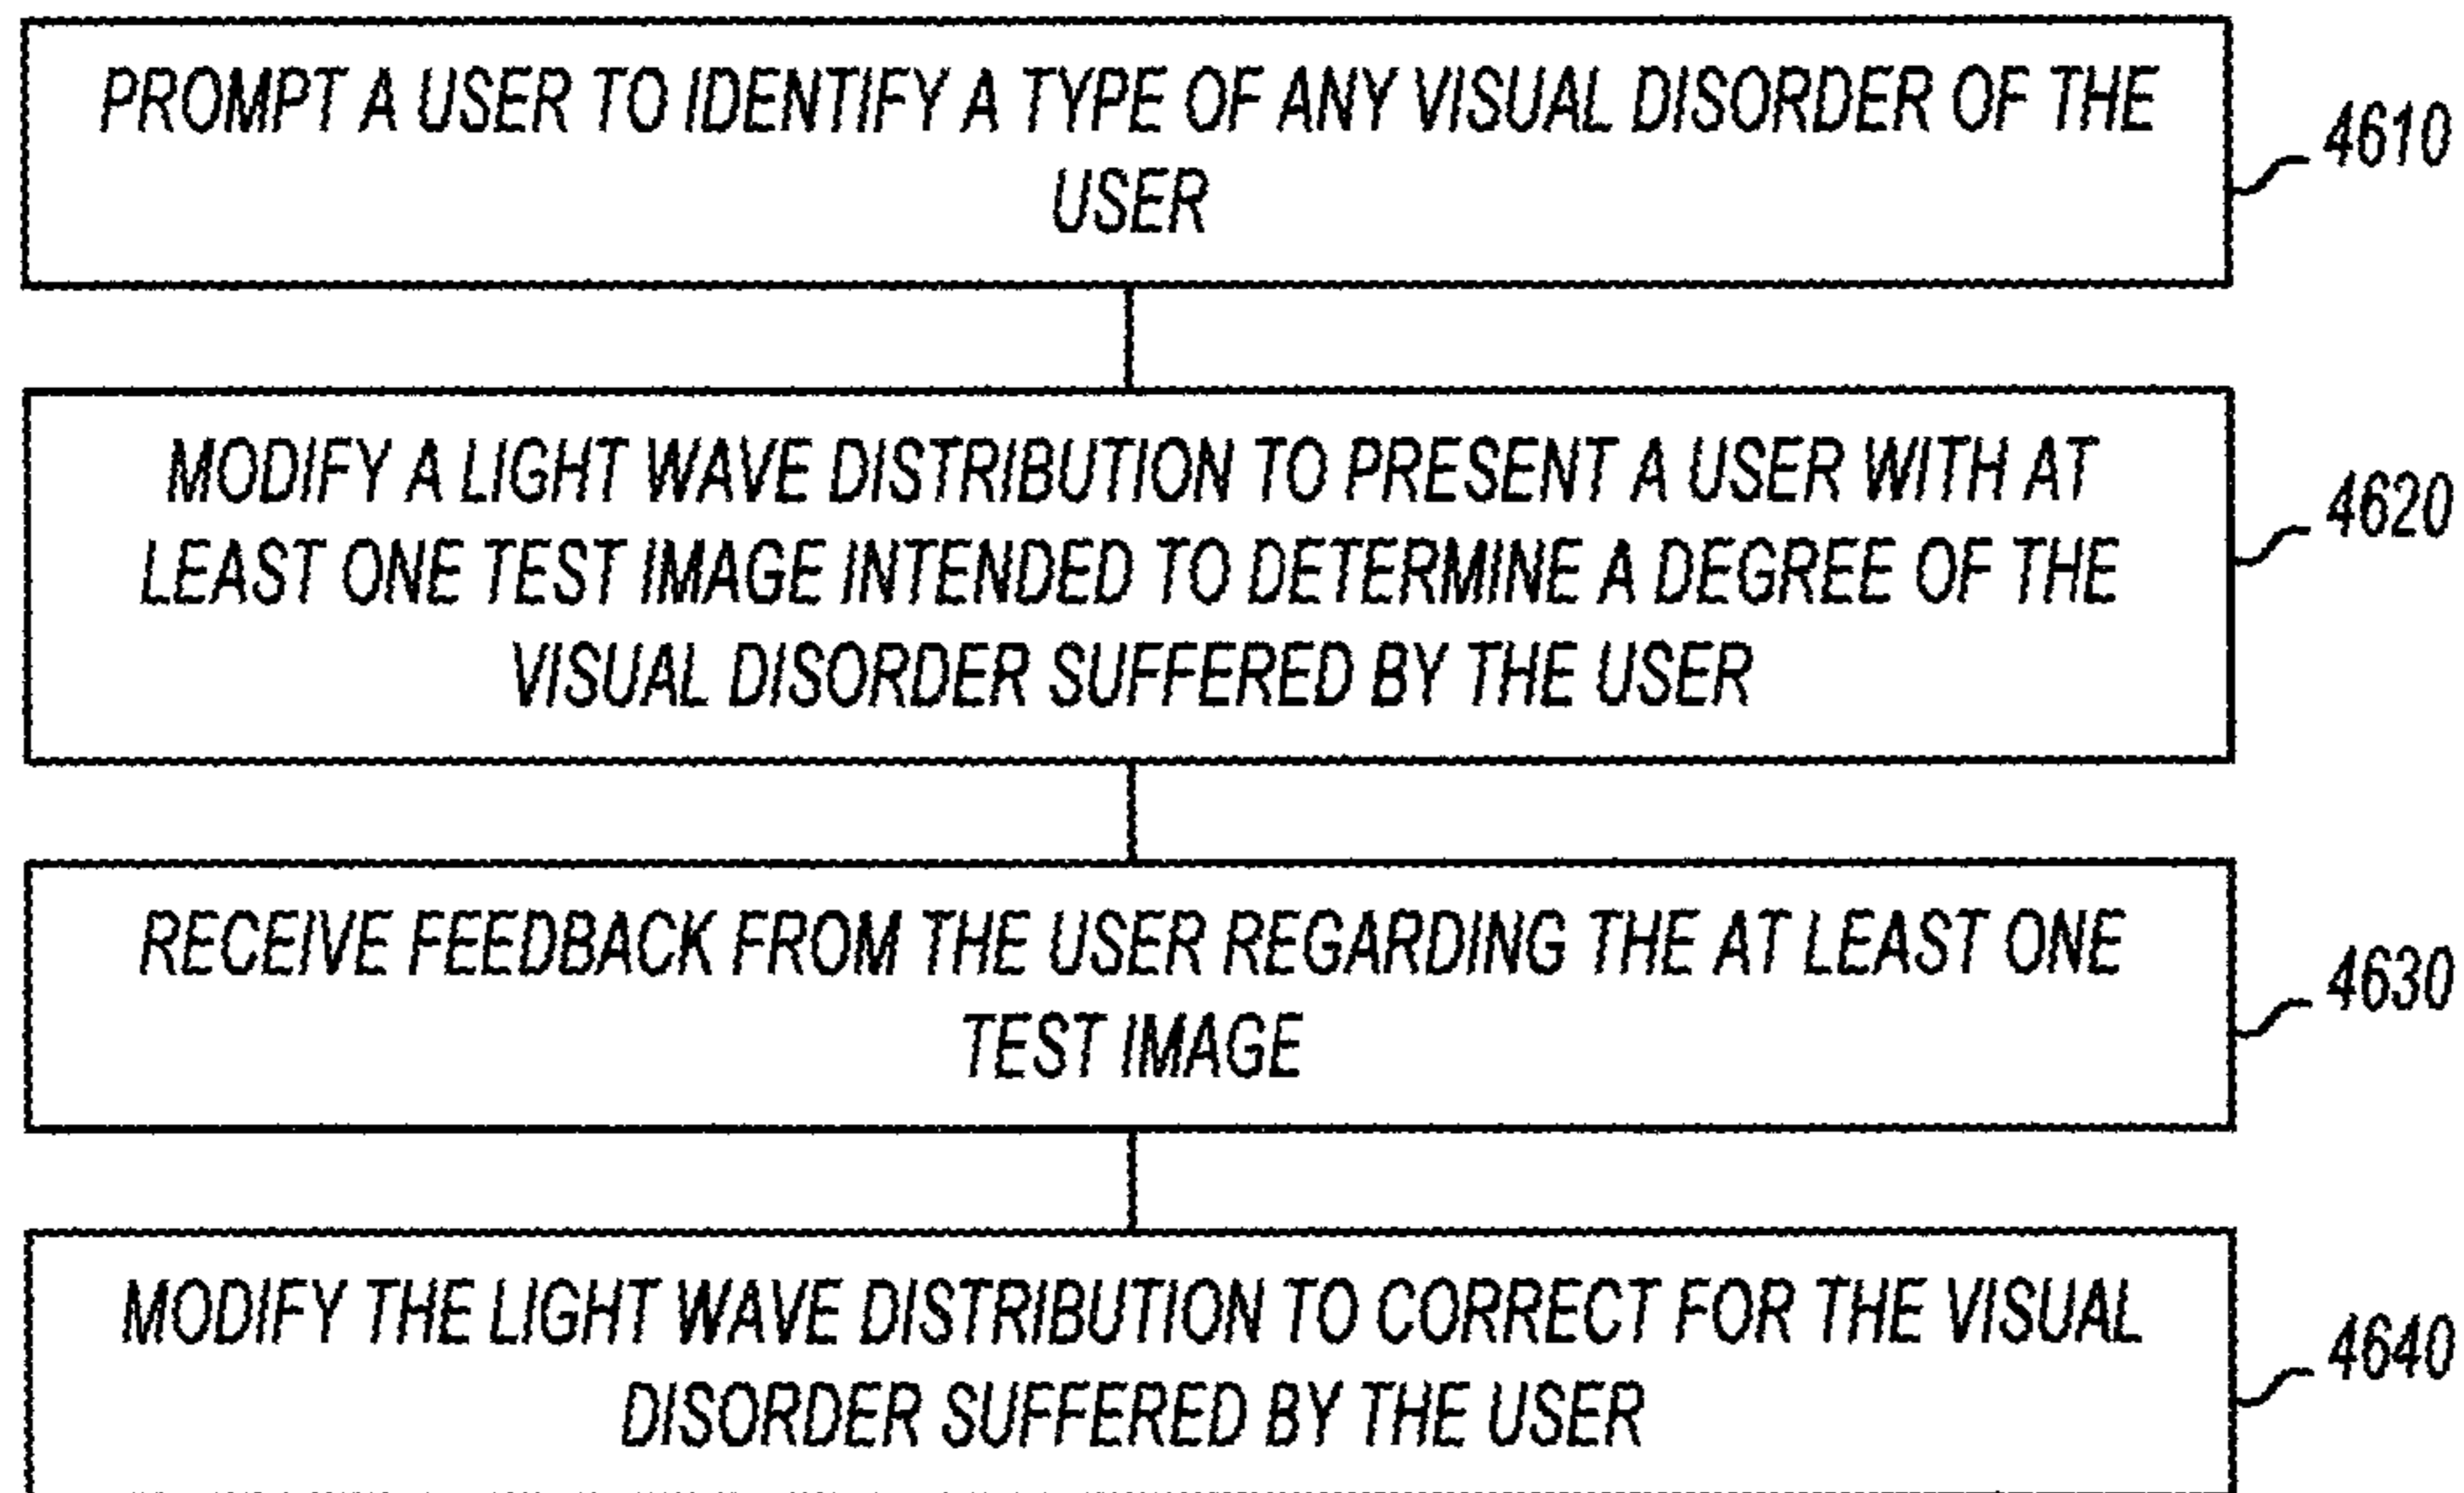 PROMPT A USER TO IDENTIFY A TYPE OF ANY VISUAL DISORDER OF THE
USER
4610
MODIFY A LIGHT WAVE DISTRIBUTION TO PRESENT A USER WITH AT
LEAST ONE TEST IMAGE INTENDED TO DETERMINE A DEGREE OF THE
VISUAL DISORDER SUFFERED BY THE USER
4620
RECEIVE FEEDBACK FROM THE USER REGARDING THE AT LEAST ONE
TEST IMAGE
4630
MODIFY THE LIGHT WAVE DISTRIBUTION TO CORRECT FOR THE VISUAL
DISORDER SUFFERED BY THE USER
4640